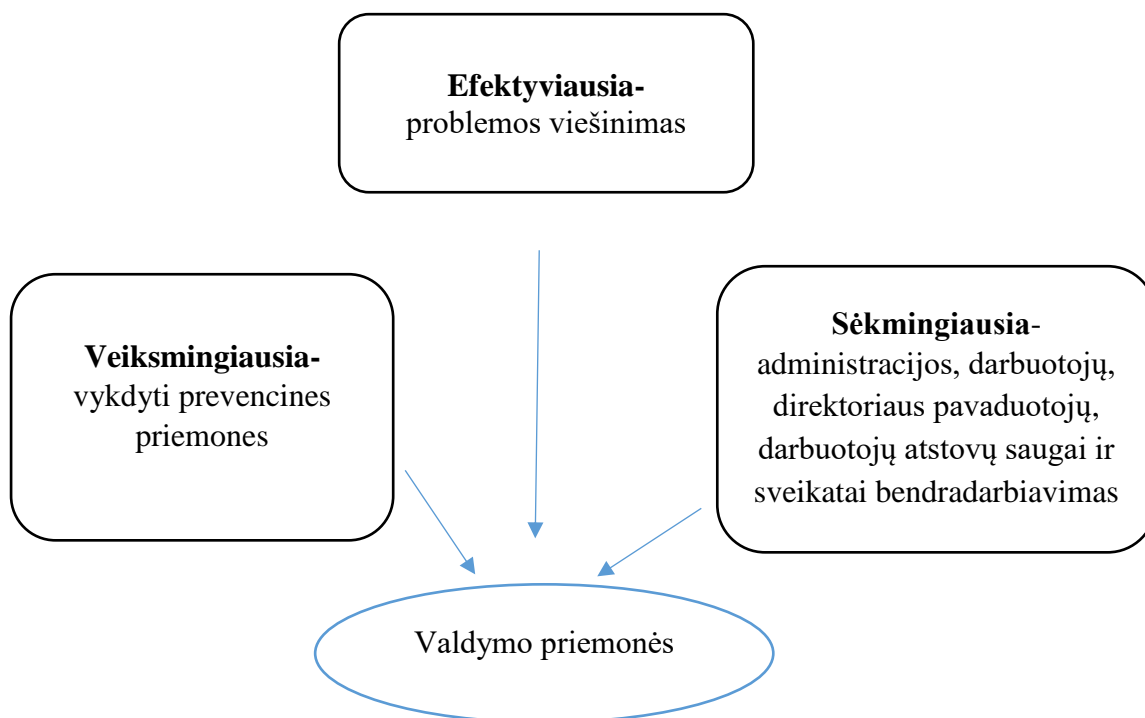 Efektyviausia-
problemos viešinimas
Veiksmingiausia-
vykdyti prevencines
priemones
Sėkmingiausia-
administracijos, darbuotojų,
direktoriaus pavaduotojų,
darbuotojų atstovų saugai ir
sveikatai bendradarbiavimas
Valdymo priemonės